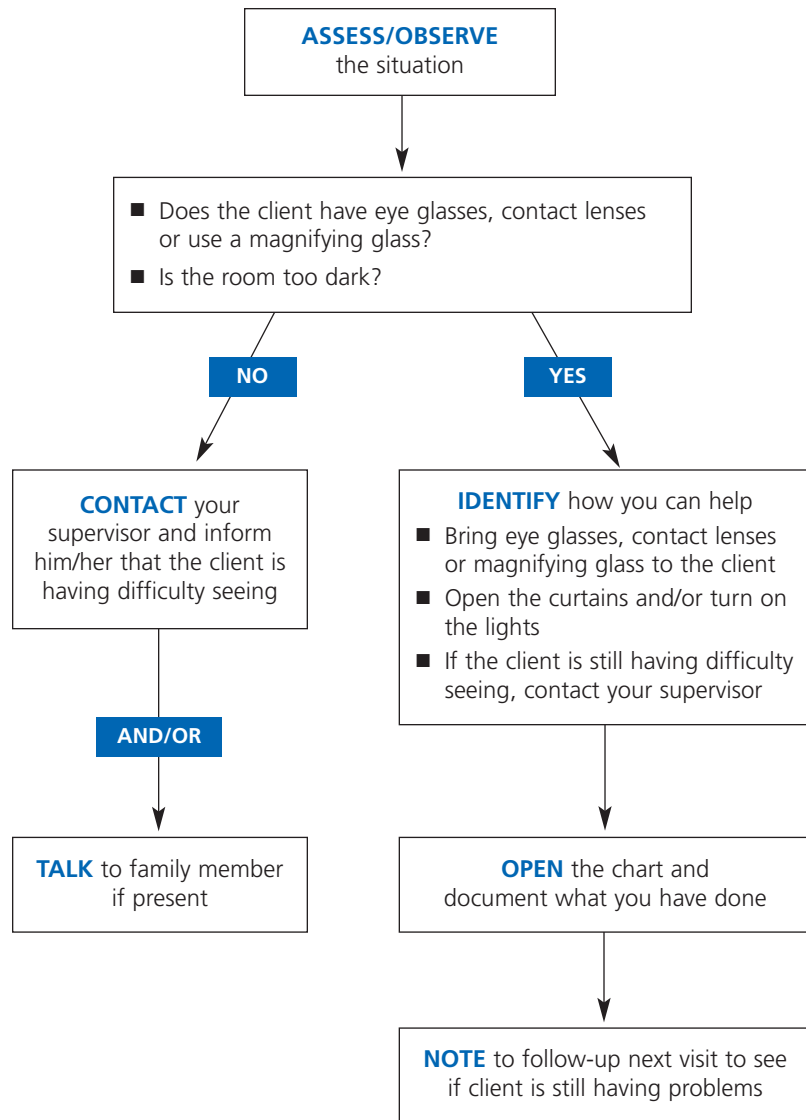 ASSESS/OBSERVE
the situation
■ Does the client have eye glasses, contact lenses
or use a magnifying glass?
■ Is the room too dark?
NO
YES
CONTACT your
supervisor and inform
him/her that the client is
having difficulty seeing
AND/OR
TALK to family member
if present
IDENTIFY how you can help
■ Bring eye glasses, contact lenses
or magnifying glass to the client
■ Open the curtains and/or turn on
the lights
■ If the client is still having difficulty
seeing, contact your supervisor
OPEN the chart and
document what you have done
NOTE to follow-up next visit to see
if client is still having problems